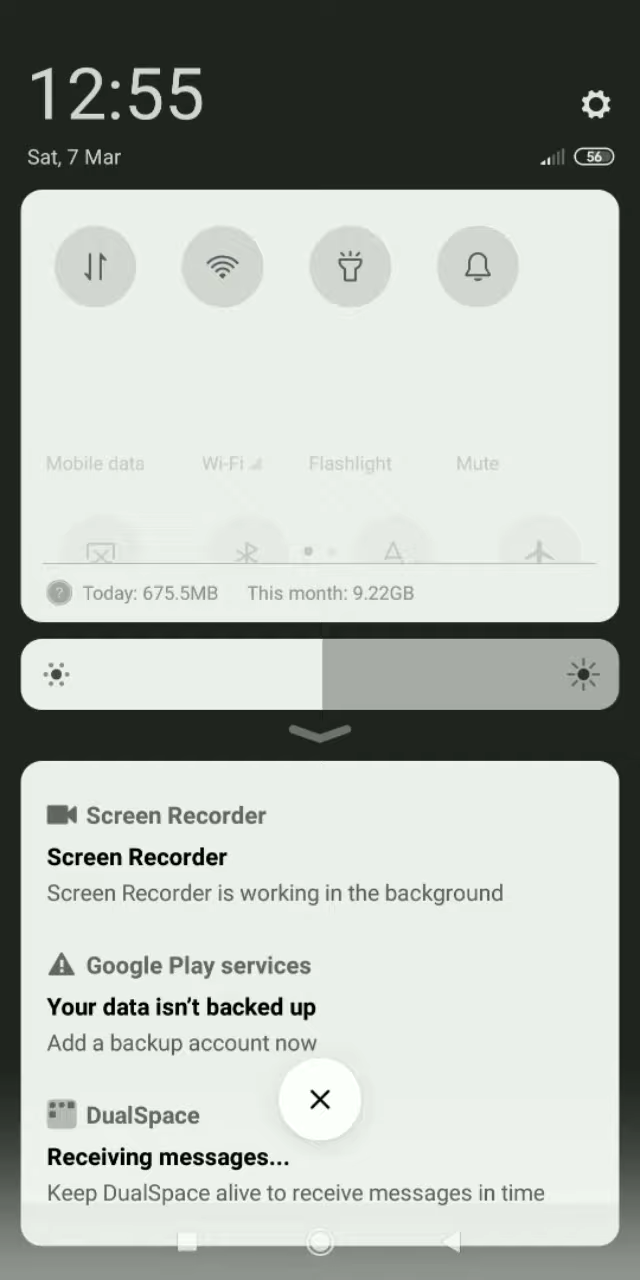 12:55
Sat, 7 Mar
56
Mobile data
Wi-Fi
Flashlight
Mute
? Today: 675.5MB This month: 9.22GB
Screen Recorder
Screen Recorder
Screen Recorder is working in the background
Google Play services
Your data isn't backed up
Add a backup account now
DualSpace
Receiving messages...
Keep DualSpace alive to receive messages in time